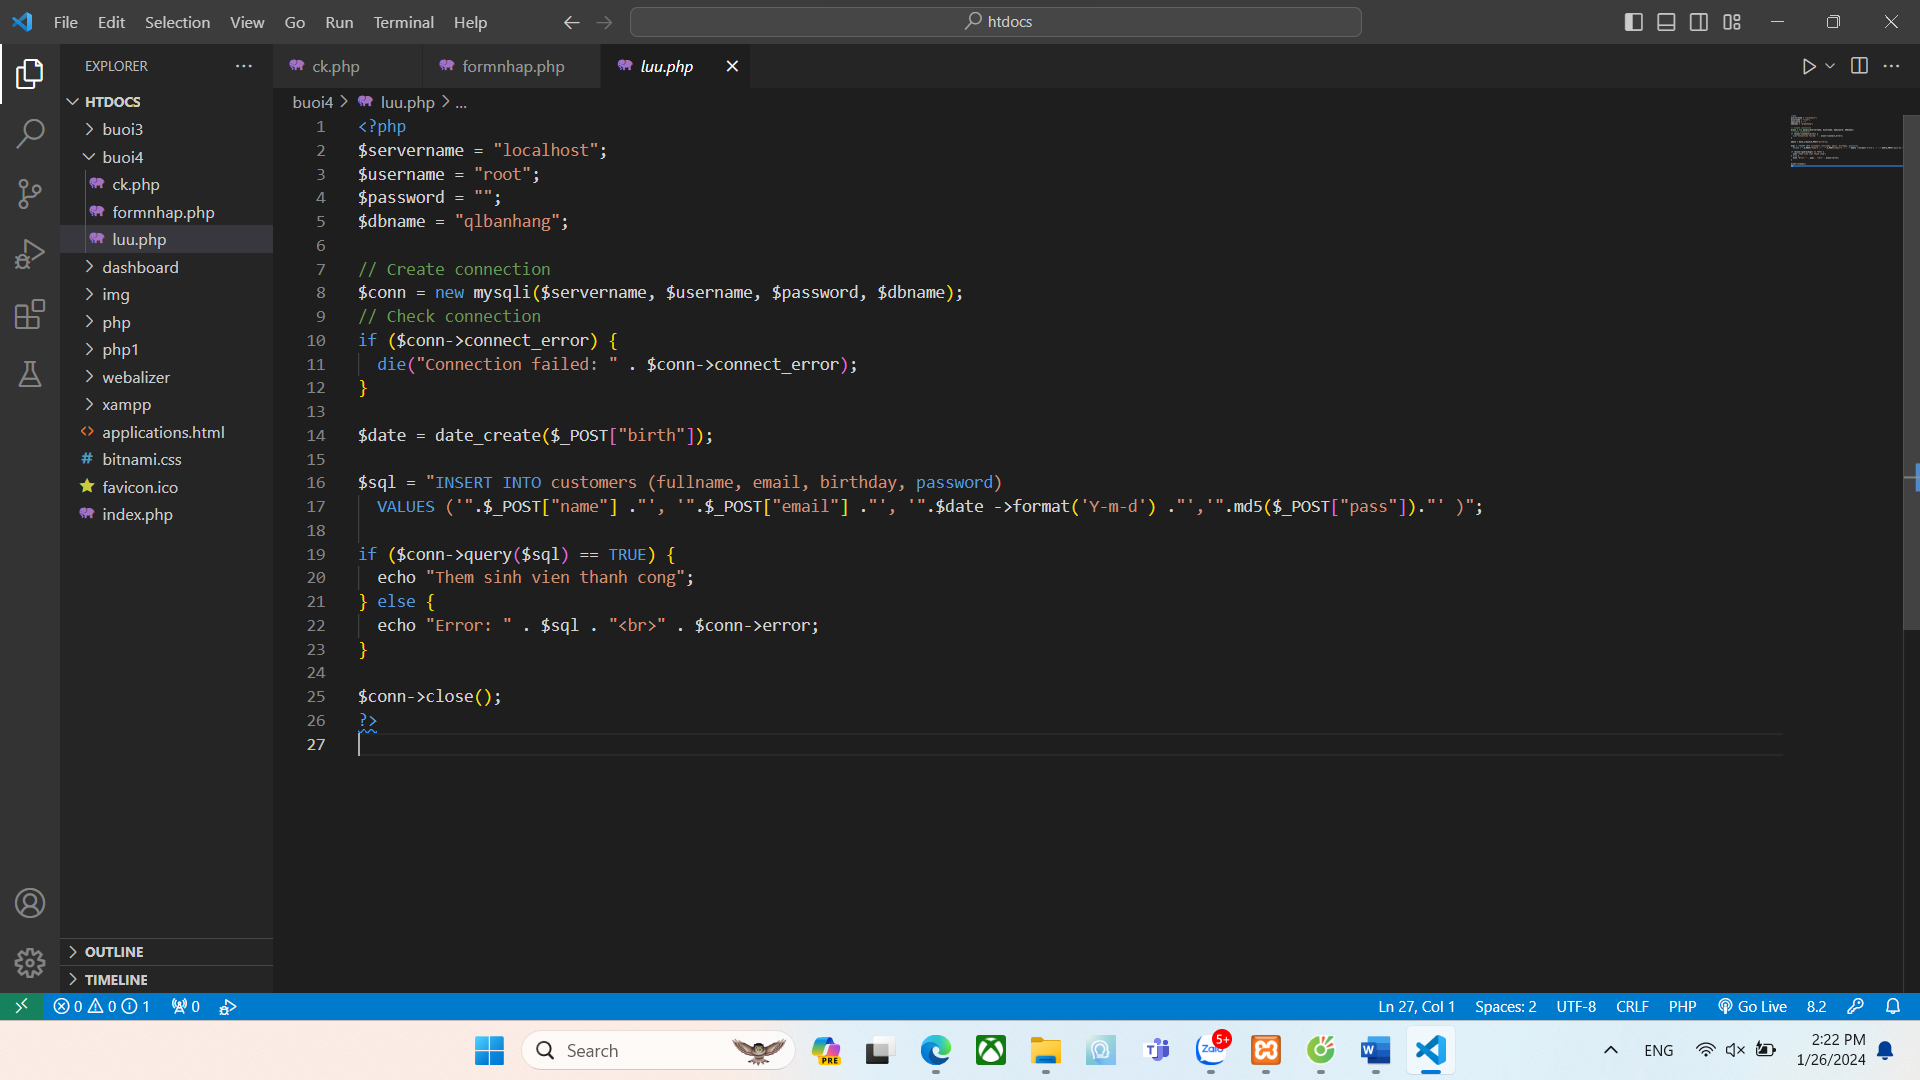 File Edit Selection View Go Run Terminal Help
htdocs
EXPLORER
ck.php
formnhap.php
luu.php
HTDOCS
buoi3
buoi4
ck.php
formnhap.php
luu.php
dashboard
img
php
php1
webalizer
xampp
applications.html
# bitnami.css
favicon.ico
index.php
OUTLINE
TIMELINE
buoi4 > luu.php > ...
1 <?php
2 $servername = "localhost";
3 $username = "root";
4 $password = "";
5 $dbname = "qlbanhang";
6
7 // Create connection
8 $conn = new mysqli($servername, $username, $password, $dbname);
9 // Check connection
10 if ($conn->connect_error) {
11 die("Connection failed: " . $conn->connect_error);
12 }
13
14 $date = date_create($_POST["birth"]);
15
16 $sql = "INSERT INTO customers (fullname, email, birthday, password)
17 VALUES ('".$_POST["name"] ."', '".$_POST["email"] ."', '".$date ->format('Y-m-d') ."','".md5($_POST["pass"])."' )";
18
19 if ($conn->query($sql) == TRUE) {
20 echo "Them sinh vien thanh cong";
21 } else {
22 echo "Error: " . $sql . "<br>" . $conn->error;
23 }
24
25 $conn->close();
26 ?>
27
0 0 1 0
Ln 27, Col 1 Spaces: 2 UTF-8 CRLF PHP Go Live 8.2
Search
PRE
Zalo
5+
ENG
2:22 PM
1/26/2024